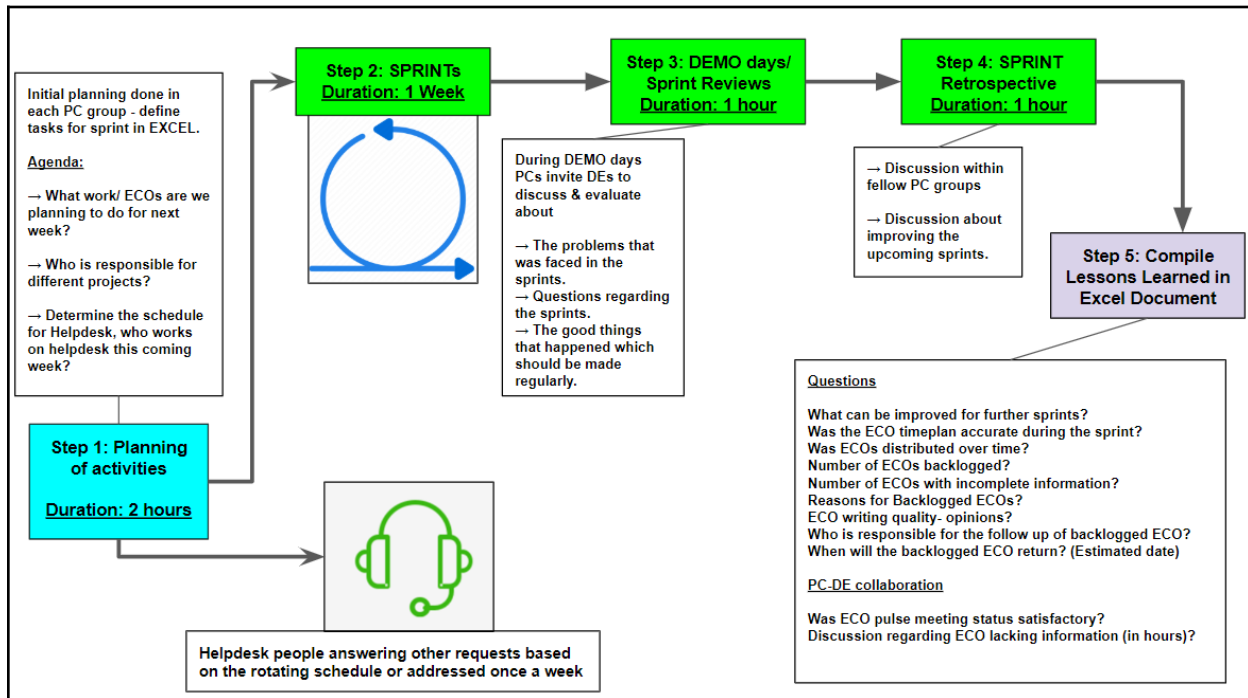 Initial planning done in
each PC group - define
tasks for sprint in EXCEL.
Agenda:
→ What work/ ECOs are we
planning to do for next
week?
→ Who is responsible for
different projects?
→ Determine the schedule
for Helpdesk, who works
on helpdesk this coming
week?
Step 1: Planning
of activities
Duration: 2 hours
Step 2: SPRINTs
Duration: 1 Week
Step 3: DEMO days/
Sprint Reviews
Duration: 1 hour
During DEMO days
PCs invite DEs to
discuss & evaluate
about
→ The problems that
was faced in the
sprints.
→ Questions regarding
the sprints.
→ The good things
that happened which
should be made
regularly.
Step 4: SPRINT
Retrospective
Duration: 1 hour
→ Discussion within
fellow PC groups
→ Discussion about
improving the
upcoming sprints.
Step 5: Compile
Lessons Learned in
Excel Document
Questions
What can be improved for further sprints?
Was the ECO timeplan accurate during the sprint?
Was ECOs distributed over time?
Number of ECOs backlogged?
Number of ECOs with incomplete information?
Reasons for Backlogged ECOs?
ECO writing quality- opinions?
Who is responsible for the follow up of backlogged ECO?
When will the backlogged ECO return? (Estimated date)
PC-DE collaboration
Was ECO pulse meeting status satisfactory?
Discussion regarding ECO lacking information (in hours)?
Helpdesk people answering other requests based
on the rotating schedule or addressed once a week